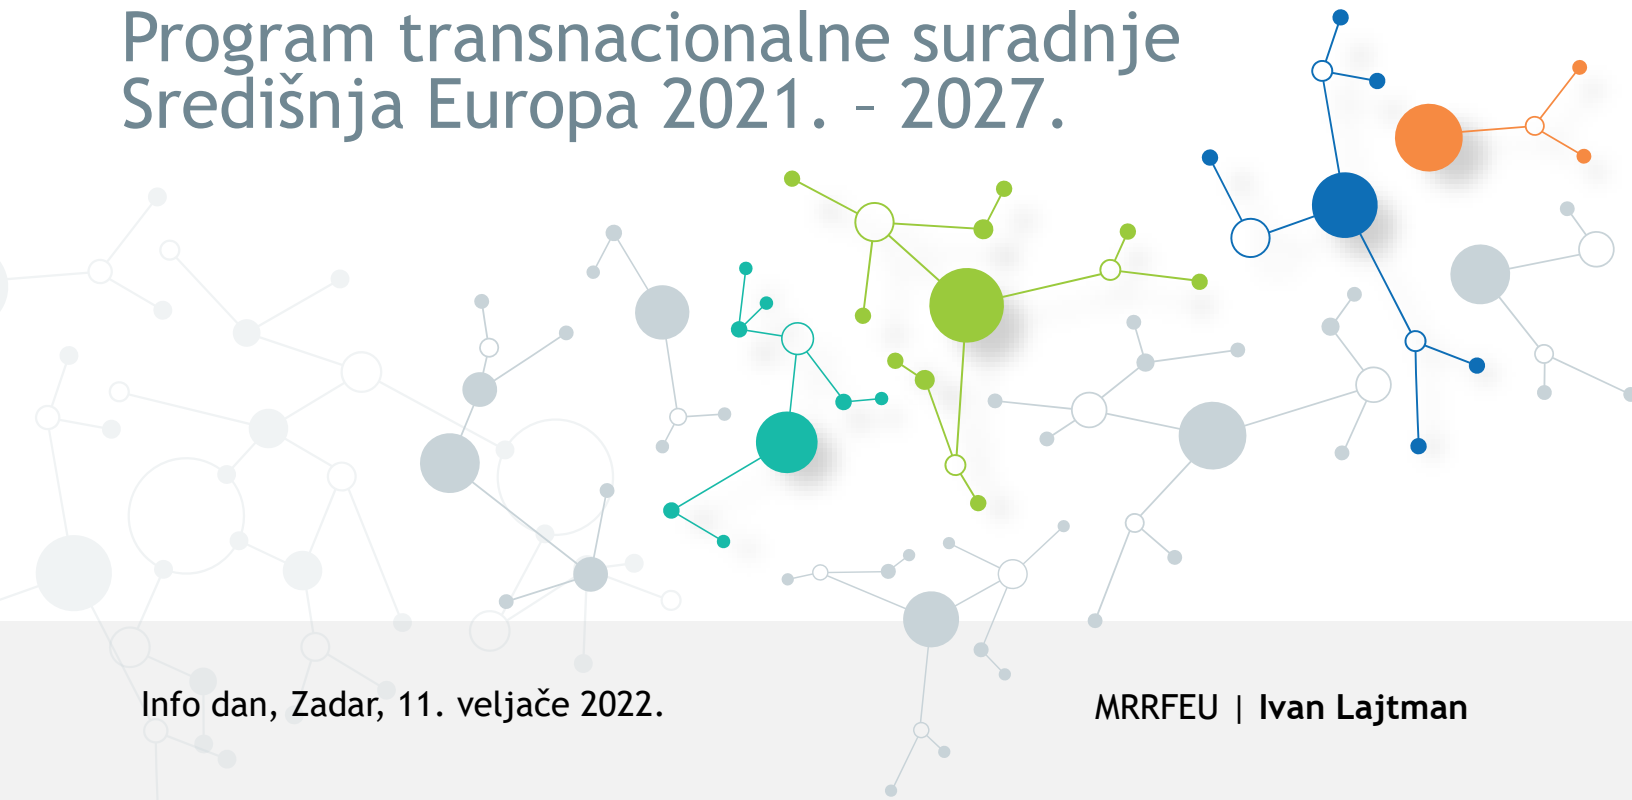 Program transnacionalne suradnje
Središnja Europa 2021. – 2027.
Info dan, Zadar, 11. veljače 2022.
MRRFEU | Ivan Lajtman